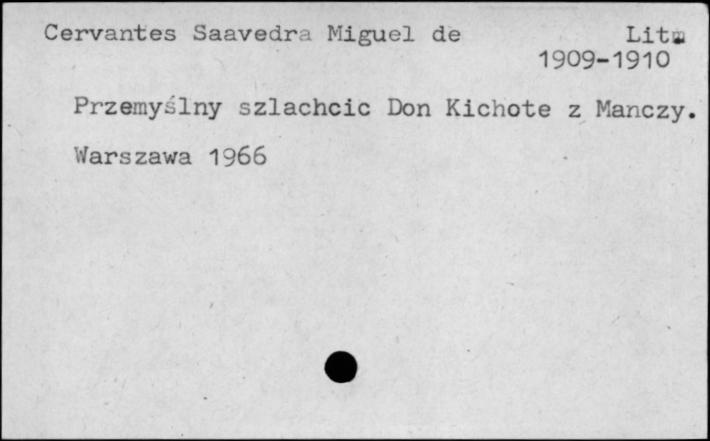 Cervantes Saavedra Miguel de Lit.
1909-1910
Przemyślny szlachcic Don Kichote z Manczy.
Warszawa 1966